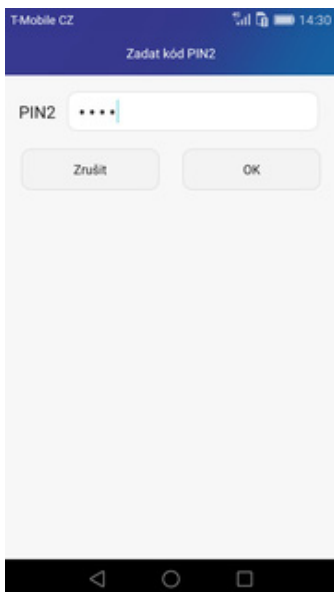 T-Mobile CZ 14:30
Zadat kód PIN2
PIN2 ••••
Zrušit OK